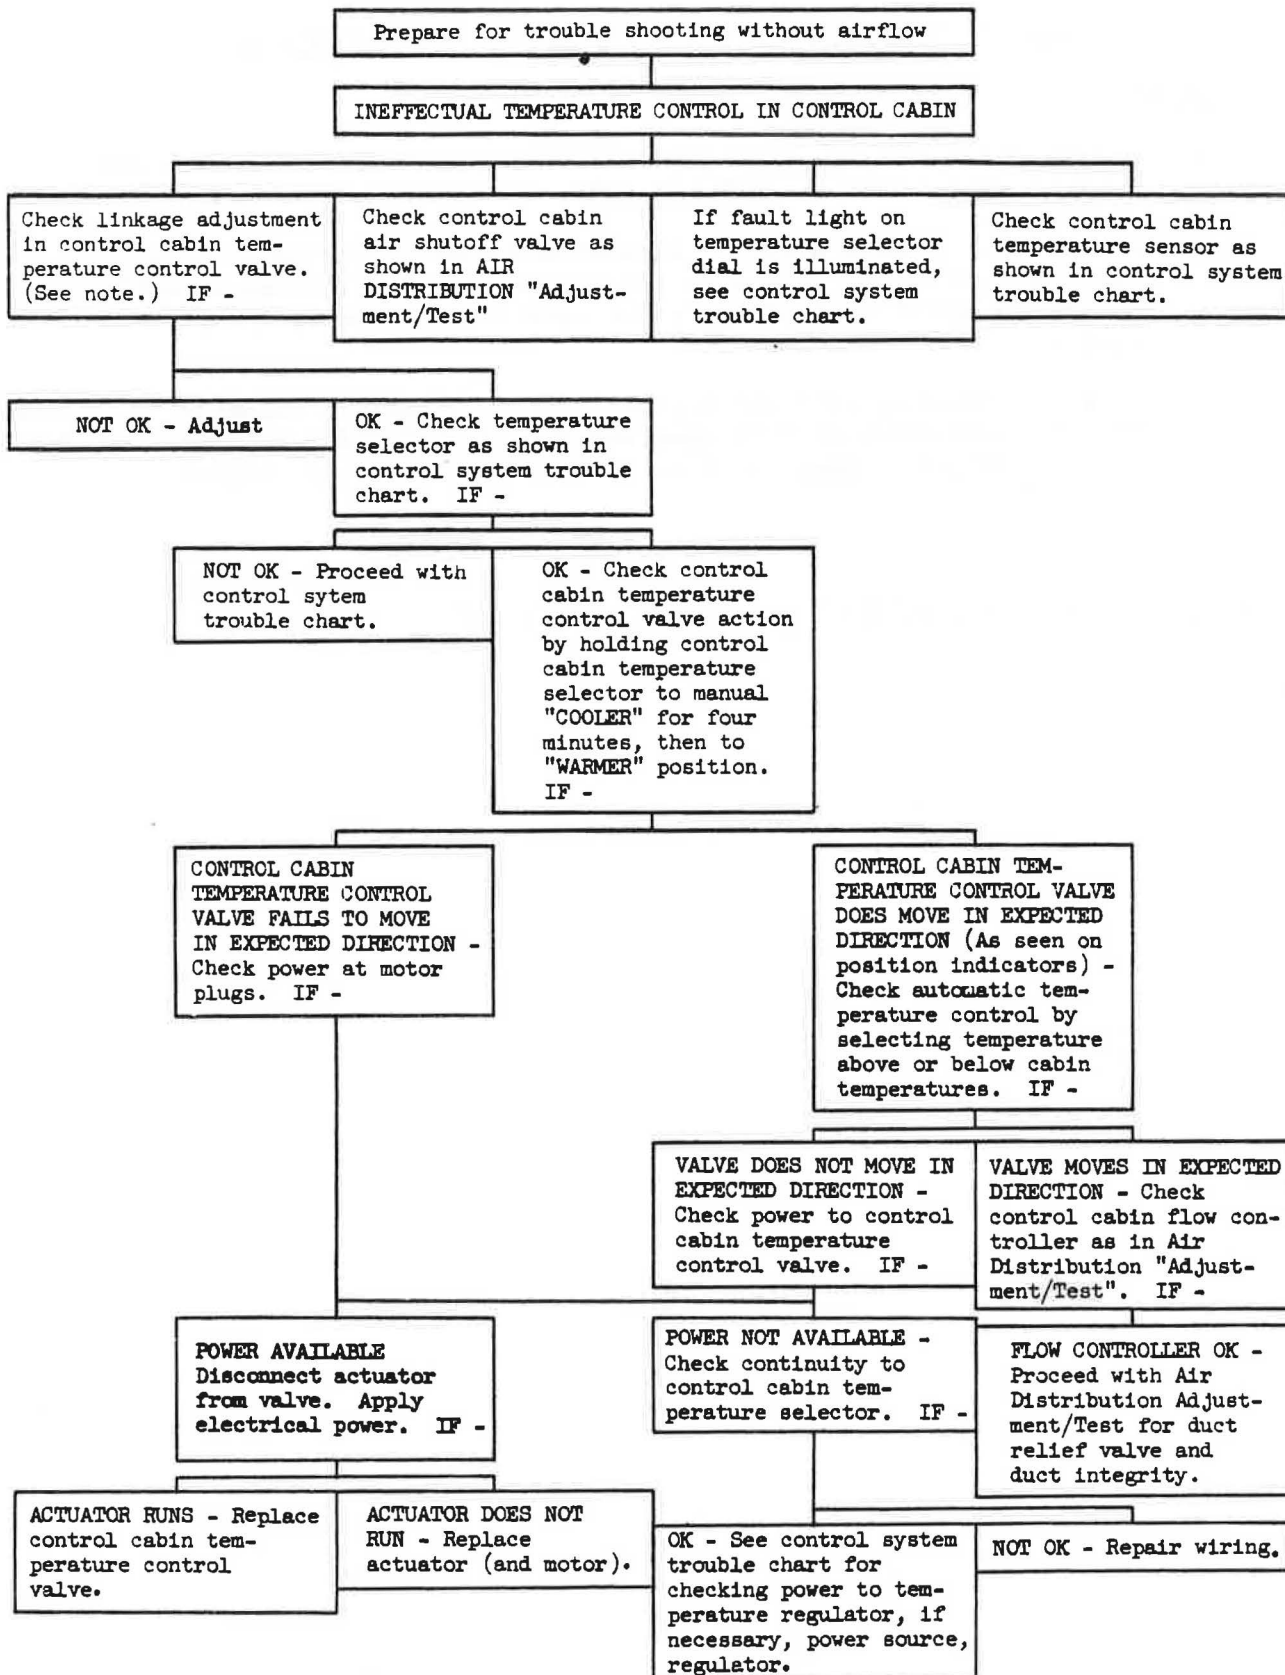 Prepare for trouble shooting without airflow
INEFFECTUAL TEMPERATURE CONTROL IN CONTROL CABIN
Check linkage adjustment
in control cabin tem-
perature control valve.
(See note.) IF -
Check control cabin
air shutoff valve as
shown in AIR
DISTRIBUTION "Adjust-
ment/Test"
If fault light on
temperature selector
dial is illuminated,
see control system
trouble chart.
Check control cabin
temperature sensor as
shown in control system
trouble chart.
NOT OK - Adjust
OK - Check temperature
selector as shown in
control system trouble
chart. IF -
NOT OK - Proceed with
control sytem
trouble chart.
OK - Check control
cabin temperature
control valve action
by holding control
cabin temperature
selector to manual
"COOLER" for four
minutes, then to
"WARMER" position.
IF -
CONTROL CABIN
TEMPERATURE CONTROL
VALVE FAILS TO MOVE
IN EXPECTED DIRECTION -
Check power at motor
plugs. IF -
CONTROL CABIN TEM-
PERATURE CONTROL VALVE
DOES MOVE IN EXPECTED
DIRECTION (As seen on
position indicators) -
Check automatic tem-
perature control by
selecting temperature
above or below cabin
temperatures. IF -
VALVE DOES NOT MOVE IN
EXPECTED DIRECTION -
Check power to control
cabin temperature
control valve. IF -
VALVE MOVES IN EXPECTED
DIRECTION - Check
control cabin flow con-
troller as in Air
Distribution "Adjust-
ment/Test". IF -
POWER AVAILABLE
Disconnect actuator
from valve. Apply
electrical power. IF -
POWER NOT AVAILABLE -
Check continuity to
control cabin tem-
perature selector. IF -
FLOW CONTROLLER OK -
Proceed with Air
Distribution Adjust-
ment/Test for duct
relief valve and
duct integrity.
ACTUATOR RUNS - Replace
control cabin tem-
perature control
valve.
ACTUATOR DOES NOT
RUN - Replace
actuator (and motor).
OK - See control system
trouble chart for
checking power to tem-
perature regulator, if
necessary, power source,
regulator.
NOT OK - Repair wiring.